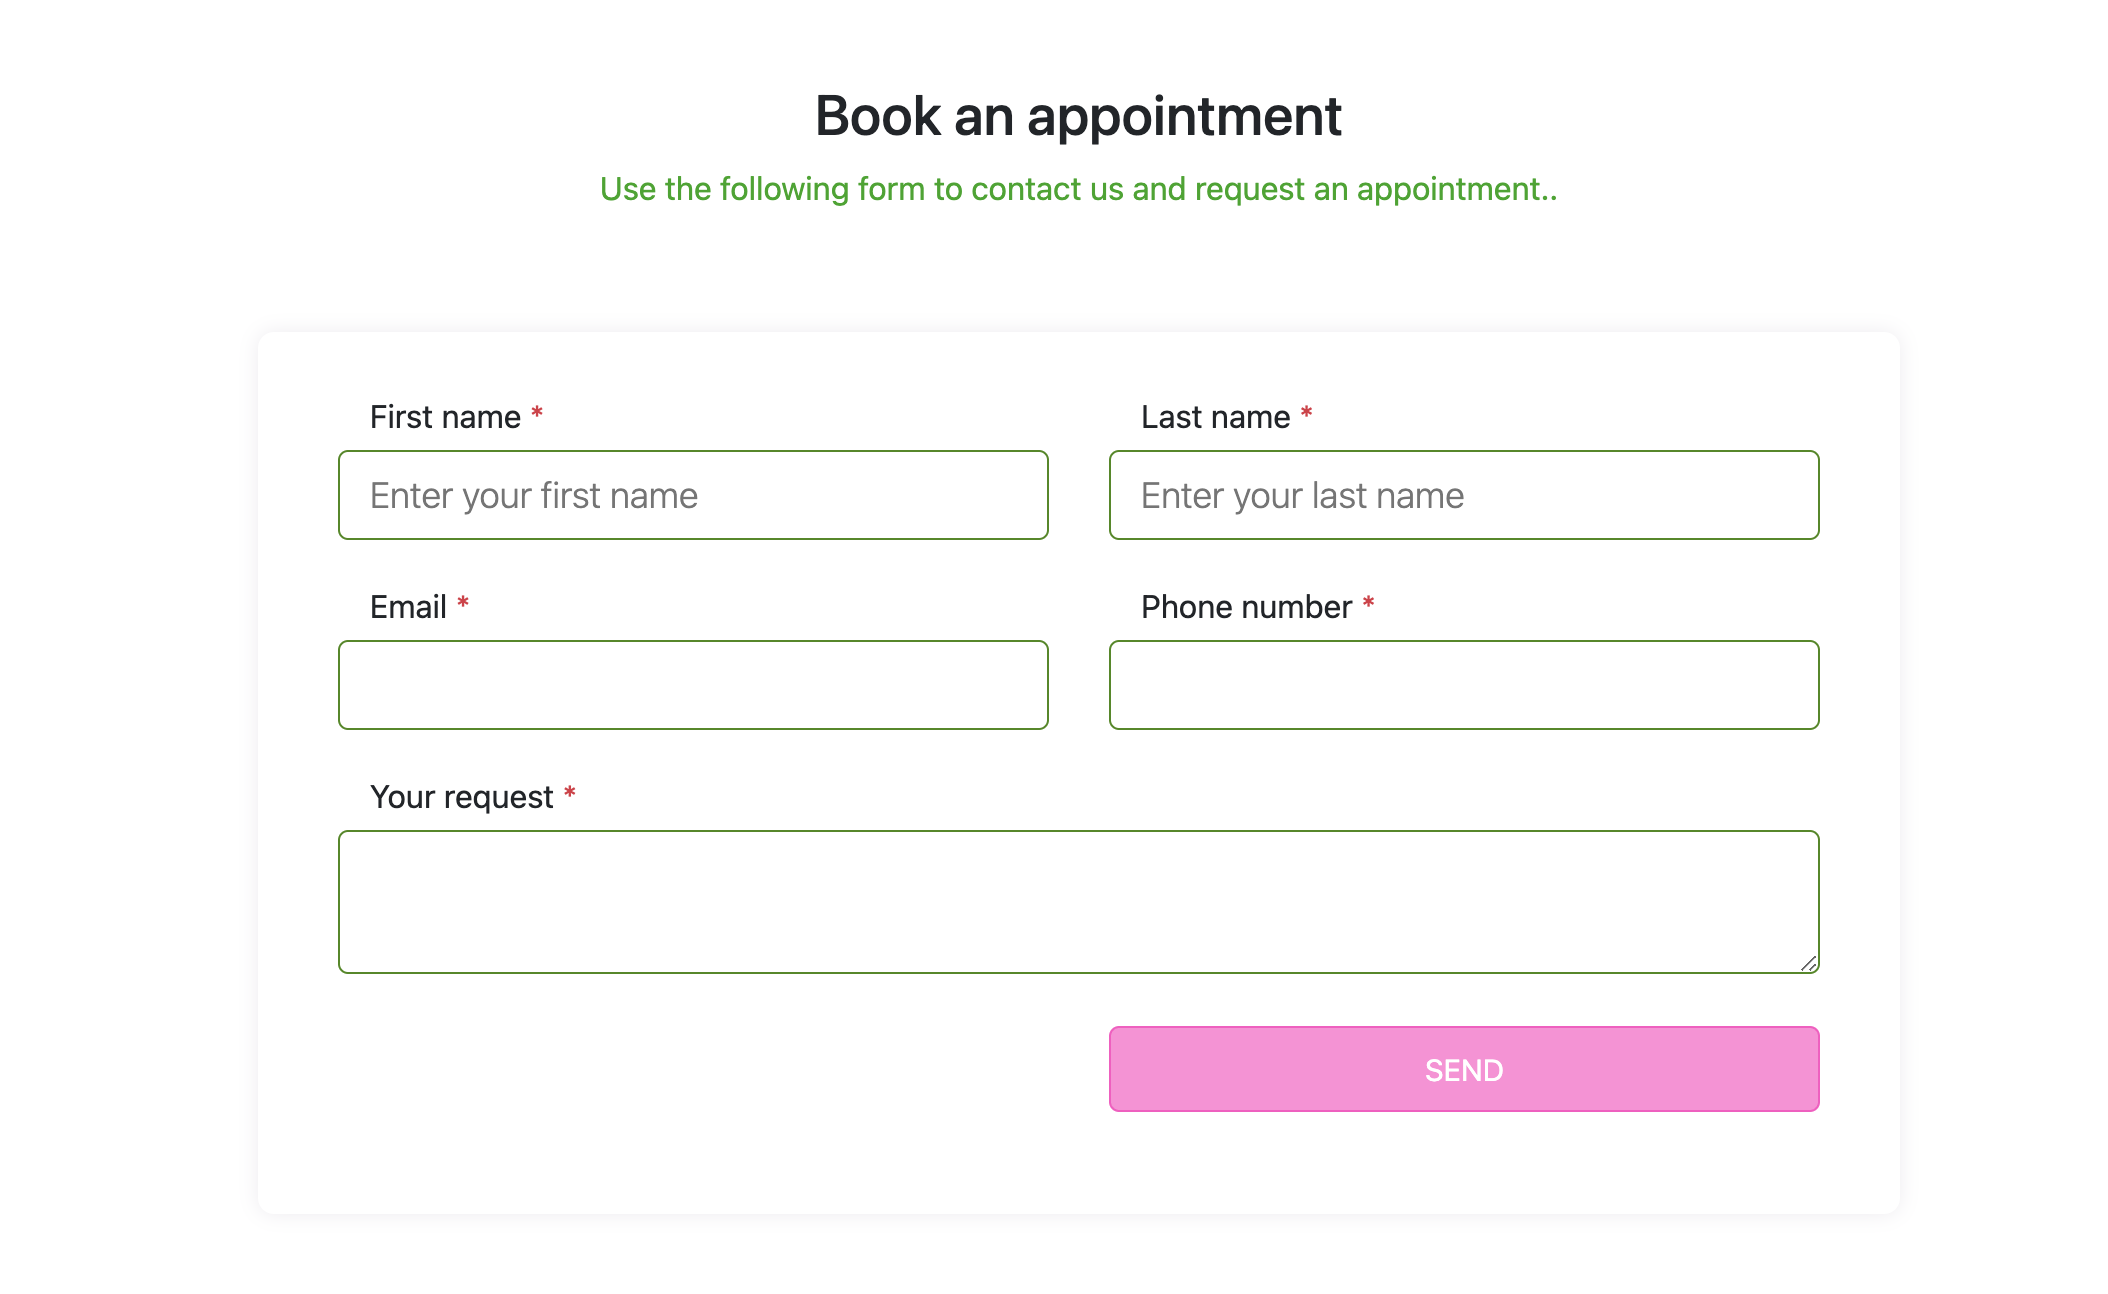 Book an appointment
Use the following form to contact us and request an appointment..
First name *
Last name *
Enter your first name
Enter your last name
Email *
Phone number *
Your request *
SEND